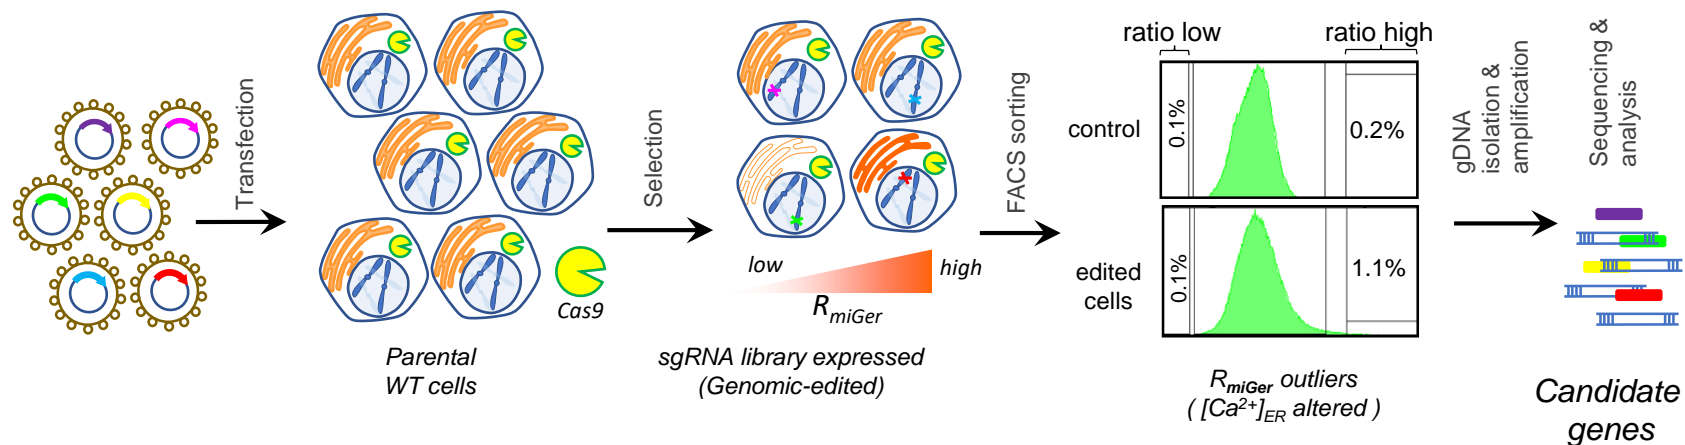 Transfection
Parental
WT cells
Cas9
Selection
low
high
RmiGer
sgRNA library expressed
(Genomic-edited)
FACS sorting
ratio low
ratio high
control
0.1%
0.2%
edited
cells
0.1%
1.1%
RmiGer outliers
( [Ca²⁺]ER altered )
gDNA
isolation &
amplification
Sequencing &
analysis
Candidate
genes